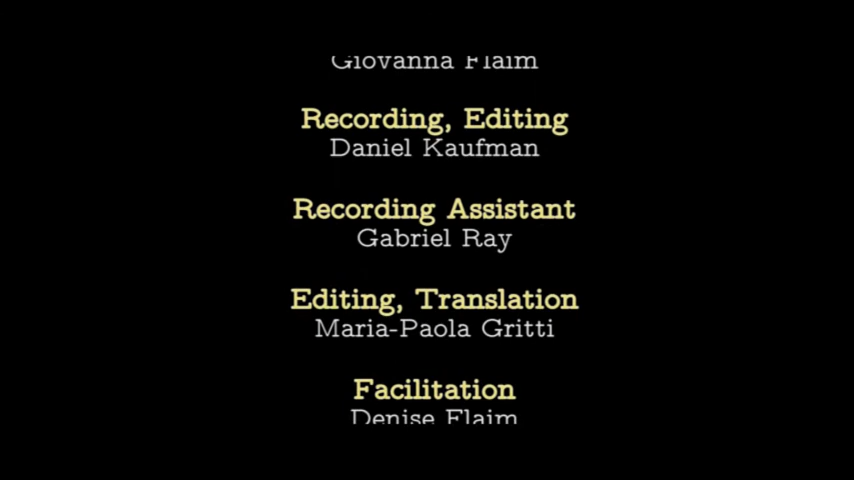 Giovanna Flaim
Recording, Editing
Daniel Kaufman
Recording Assistant
Gabriel Ray
Editing, Translation
Maria-Paola Gritti
Facilitation
Denise Flaim